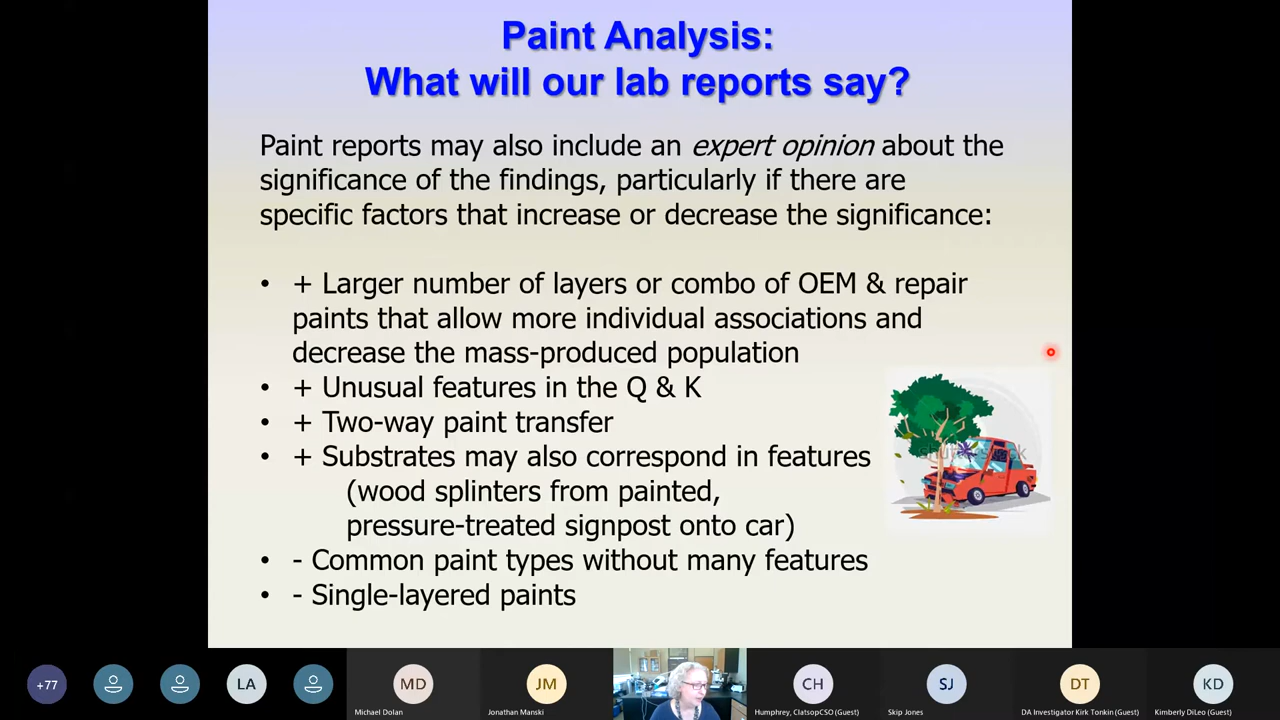 Paint Analysis:
What will our lab reports say?
Paint reports may also include an expert opinion about the
significance of the findings, particularly if there are
specific factors that increase or decrease the significance:
• + Larger number of layers or combo of OEM & repair
paints that allow more individual associations and
decrease the mass-produced population
• + Unusual features in the Q & K
• + Two-way paint transfer
• + Substrates may also correspond in features
(wood splinters from painted,
pressure-treated signpost onto car)
• - Common paint types without many features
• - Single-layered paints
shutterstock
+77
LA
MD
JM
CH
SJ
DT
KD
Michael Dolan
Jonathan Manski
Humphrey, ClatsopCSO (Guest)
Skip Jones
DA Investigator Kirk Tonkin (Guest)
Kimberly DiLeo (Guest)